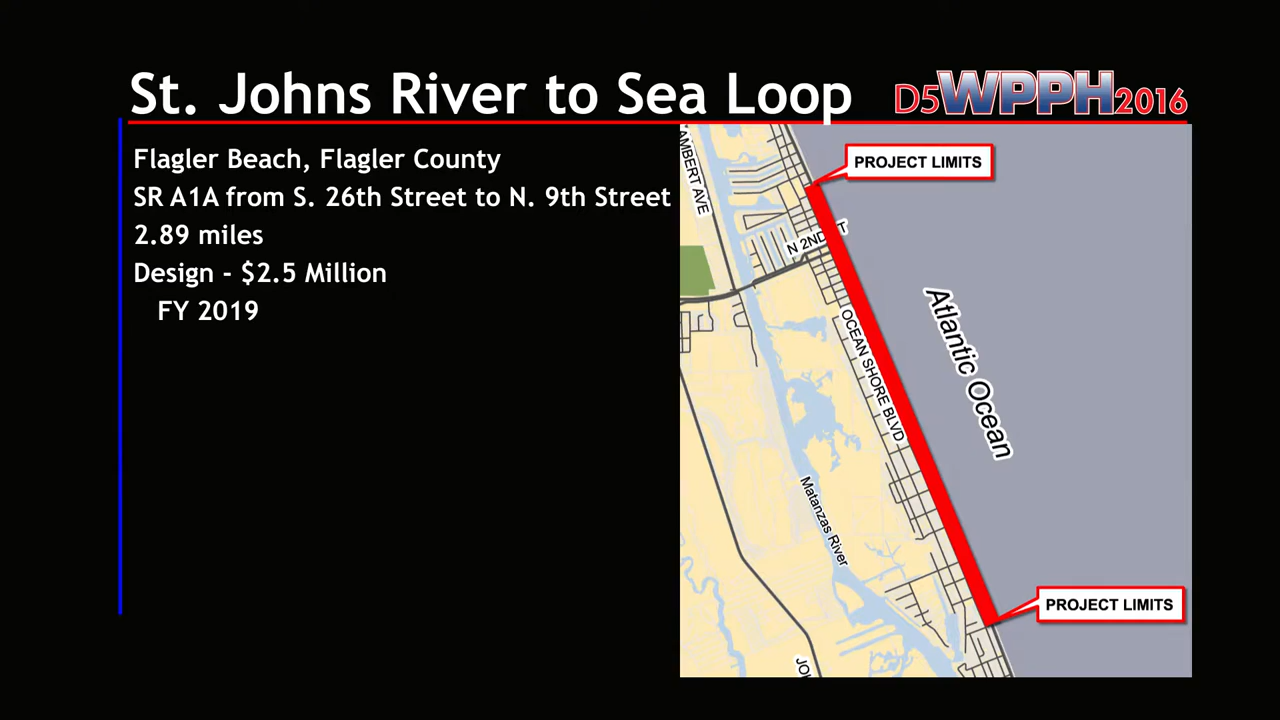 St. Johns River to Sea Loop
D5WPPH2016
Flagler Beach, Flagler County
SR A1A from S. 26th Street to N. 9th Street
2.89 miles
Design - $2.5 Million
FY 2019
PROJECT LIMITS
AMBERT AVE
N 2ND
OCEAN SHORE BLVD
Atlantic Ocean
Matanzas River
PROJECT LIMITS